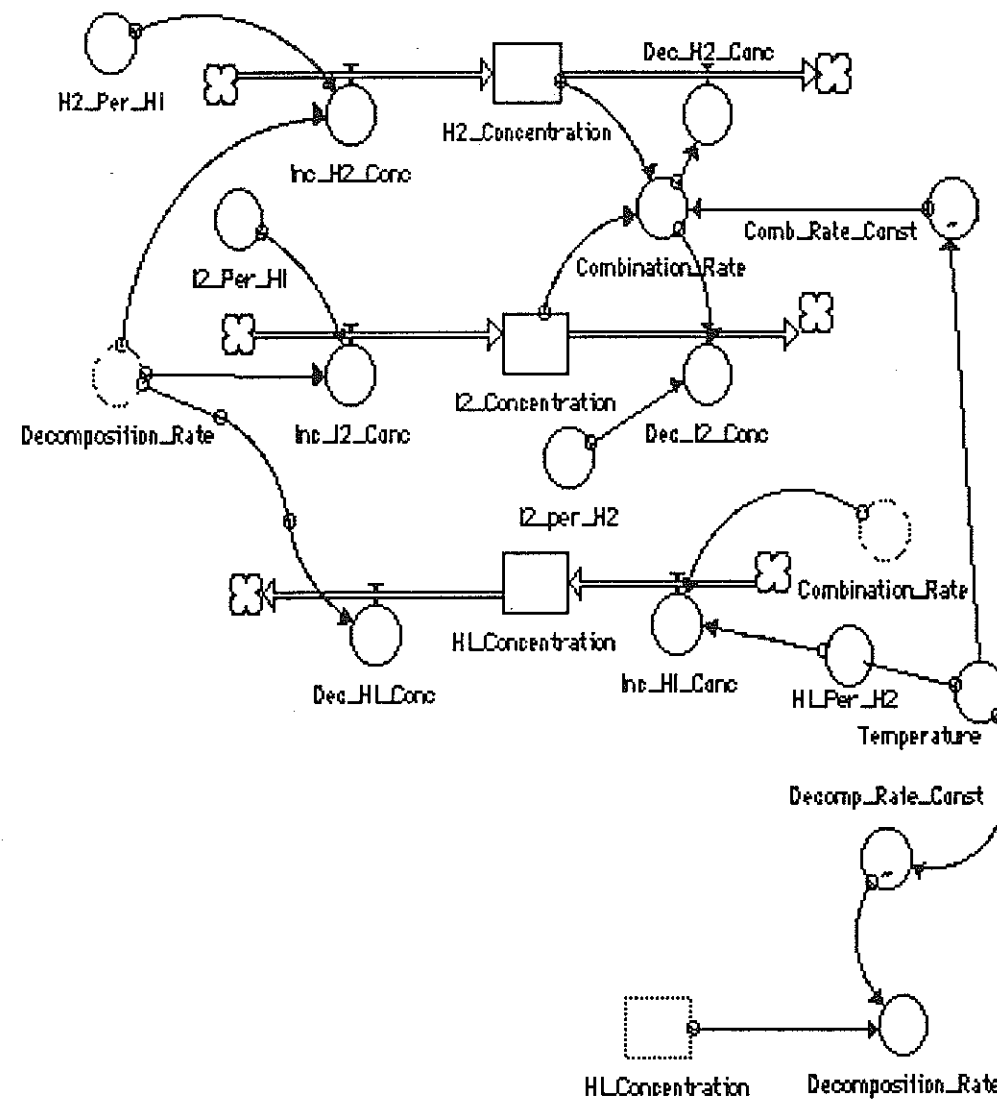 Dec_H2_Conc
H2_Per_HI
H2_Concentration
Inc_H2_Conc
Comb_Rate_Const
I2_Per_HI
Combination_Rate
I2_Concentration
Decomposition_Rate
Inc_I2_Conc
Dec_I2_Conc
I2_per_H2
Combination_Rate
HI_Concentration
Inc_HI_Conc
Dec_HI_Conc
HI_Per_H2
Temperature
Decomp_Rate_Const
HI_Concentration
Decomposition_Rate